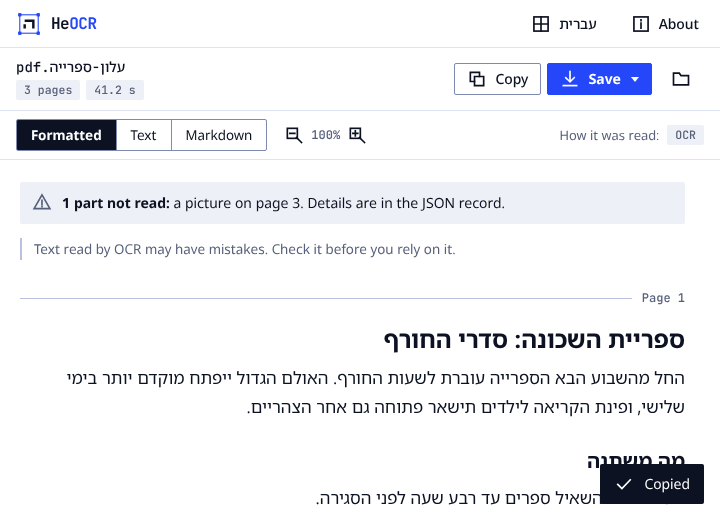 HeOCR
עברית
About
עלון-ספרייה.pdf
3 pages
41.2 s
Copy
Save
Formatted
Text
Markdown
100%
How it was read: OCR
1 part not read: a picture on page 3. Details are in the JSON record.
Text read by OCR may have mistakes. Check it before you rely on it.
Page 1
ספריית השכונה: סדרי החורף
החל מהשבוע הבא הספרייה עוברת לשעות החורף. האולם הגדול ייפתח מוקדם יותר בימי
שלישי, ופינת הקריאה לילדים תישאר פתוחה גם אחר הצהריים.
מה משתנה
השאיל ספרים עד רבע שעה לפני הסגירה.
Copied